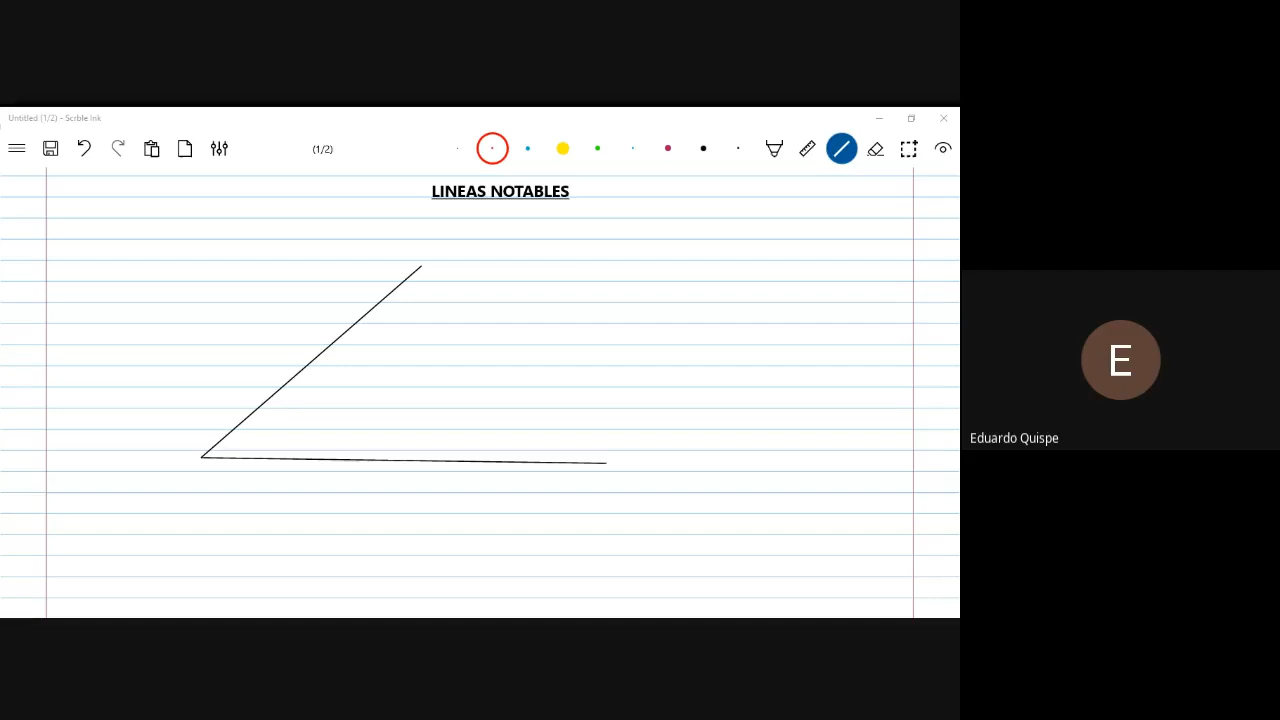 Untitled (1/2) - Scrble Ink
(1/2)
LINEAS NOTABLES
E
Eduardo Quispe